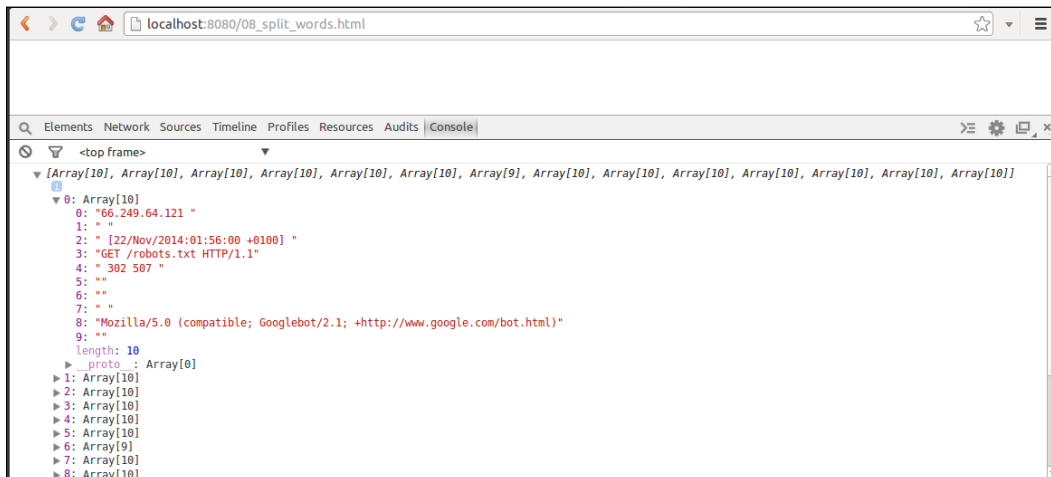 localhost:8080/08_split_words.html
Elements Network Sources Timeline Profiles Resources Audits Console
<top frame>
[Array[10], Array[10], Array[10], Array[10], Array[10], Array[10], Array[9], Array[10], Array[10], Array[10], Array[10], Array[10], Array[10], Array[10]]
0: Array[10]
0: "66.249.64.121 "
1: " "
2: " [22/Nov/2014:01:56:00 +0100] "
3: "GET /robots.txt HTTP/1.1"
4: " 302 507 "
5: ""
6: ""
7: " "
8: "Mozilla/5.0 (compatible; Googlebot/2.1; +http://www.google.com/bot.html)"
9: ""
length: 10
__proto__: Array[0]
1: Array[10]
2: Array[10]
3: Array[10]
4: Array[10]
5: Array[10]
6: Array[9]
7: Array[10]
8: Array[10]